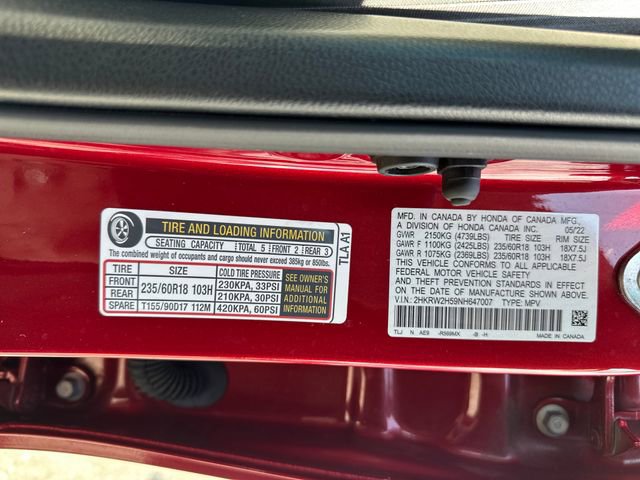 TIRE AND LOADING INFORMATION
SEATING CAPACITY TOTAL 5 FRONT 2 REAR 3
The combined weight of occupants and cargo should never exceed 385kg or 850lbs.
TIRE SIZE COLD TIRE PRESSURE
FRONT 235/60R18 103H 230KPA, 33PSI
REAR 210KPA, 30PSI
SPARE T155/90D17 112M 420KPA, 60PSI
SEE OWNER'S
MANUAL FOR
ADDITIONAL
INFORMATION
TLA A1
MFD. IN CANADA BY HONDA OF CANADA MFG.,
A DIVISION OF HONDA CANADA INC. 05/22
GVWR 2150KG (4739LBS) TIRE SIZE RIM SIZE
GAWR F 1100KG (2425LBS) 235/60R18 103H 18X7.5J
GAWR R 1075KG (2369LBS) 235/60R18 103H 18X7.5J
THIS VEHICLE CONFORMS TO ALL APPLICABLE
FEDERAL MOTOR VEHICLE SAFETY
AND THEFT PREVENTION STANDARDS IN EFFECT
ON THE DATE OF MANUFACTURE SHOWN ABOVE.
V.I.N.: 2HKRW2H59NH647007 TYPE: MPV
TLJ N AE9 -R569MX -B -H
MADE IN CANADA